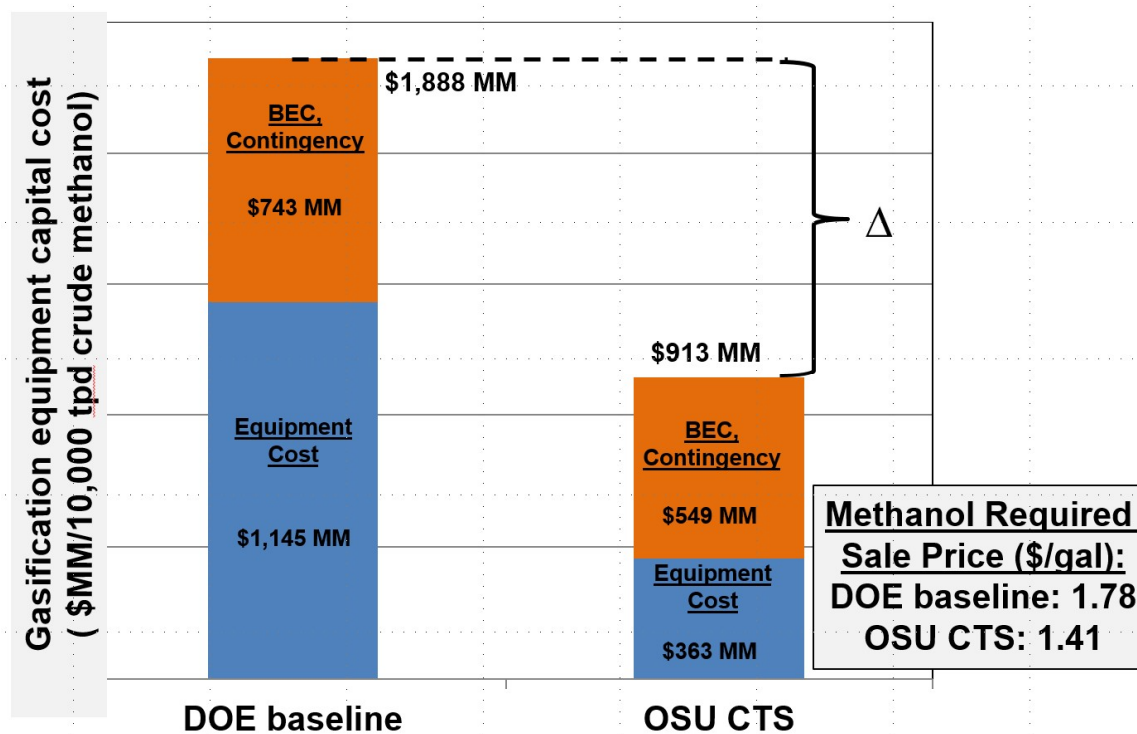 Gasification equipment capital cost
( $MM/10,000 tpd crude methanol)
$1,888 MM
BEC,
Contingency
$743 MM
Equipment
Cost
$1,145 MM
Δ
$913 MM
BEC,
Contingency
$549 MM
Equipment
Cost
$363 MM
Methanol Required
Sale Price ($/gal):
DOE baseline: 1.78
OSU CTS: 1.41
DOE baseline
OSU CTS